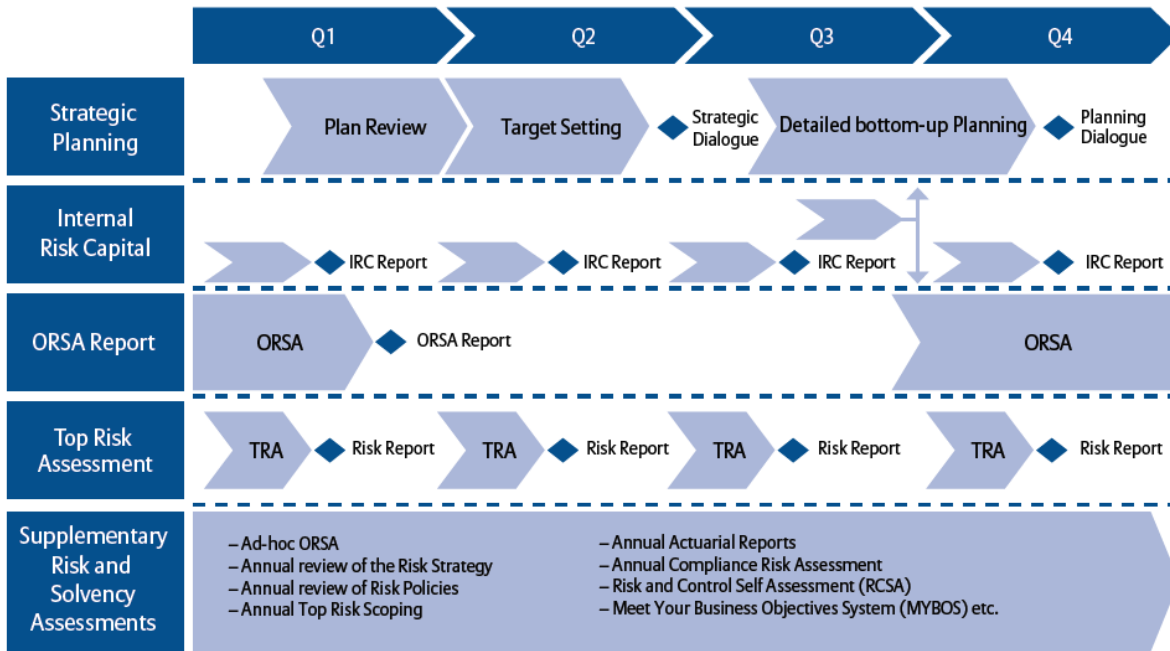 Q1
Q2
Q3
Q4
Strategic
Planning
Plan Review
Target Setting
Strategic
Dialogue
Detailed bottom-up Planning
Planning
Dialogue
Internal
Risk Capital
IRC Report
IRC Report
IRC Report
IRC Report
ORSA Report
ORSA
ORSA Report
ORSA
Top Risk
Assessment
TRA
Risk Report
TRA
Risk Report
TRA
Risk Report
TRA
Risk Report
Supplementary
Risk and
Solvency
Assessments
– Ad-hoc ORSA
– Annual review of the Risk Strategy
– Annual review of Risk Policies
– Annual Top Risk Scoping
– Annual Actuarial Reports
– Annual Compliance Risk Assessment
– Risk and Control Self Assessment (RCSA)
– Meet Your Business Objectives System (MYBOS) etc.